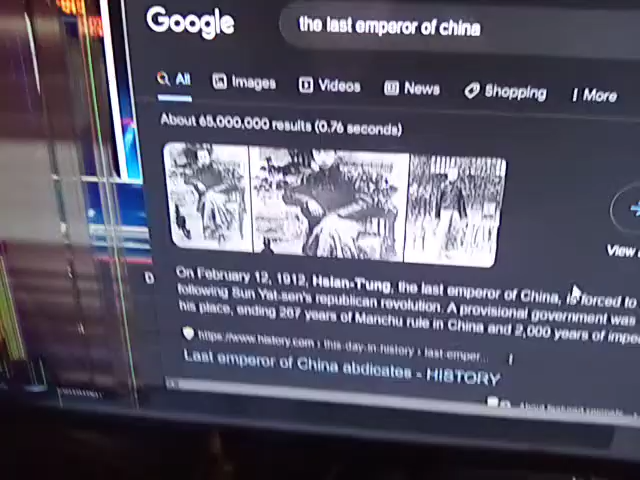 Google
the last emperor of china
All Images Videos News Shopping More
About 65,000,000 results (0.76 seconds)
View
On February 12, 1912, Hsian-T'ung, the last emperor of China, is forced to
following Sun Yat-sen's republican revolution. A provisional government was
his place, ending 267 years of Manchu rule in China and 2,000 years of impe
https://www.history.com › this-day-in-history › last-emper...
Last emperor of China abdicates - HISTORY